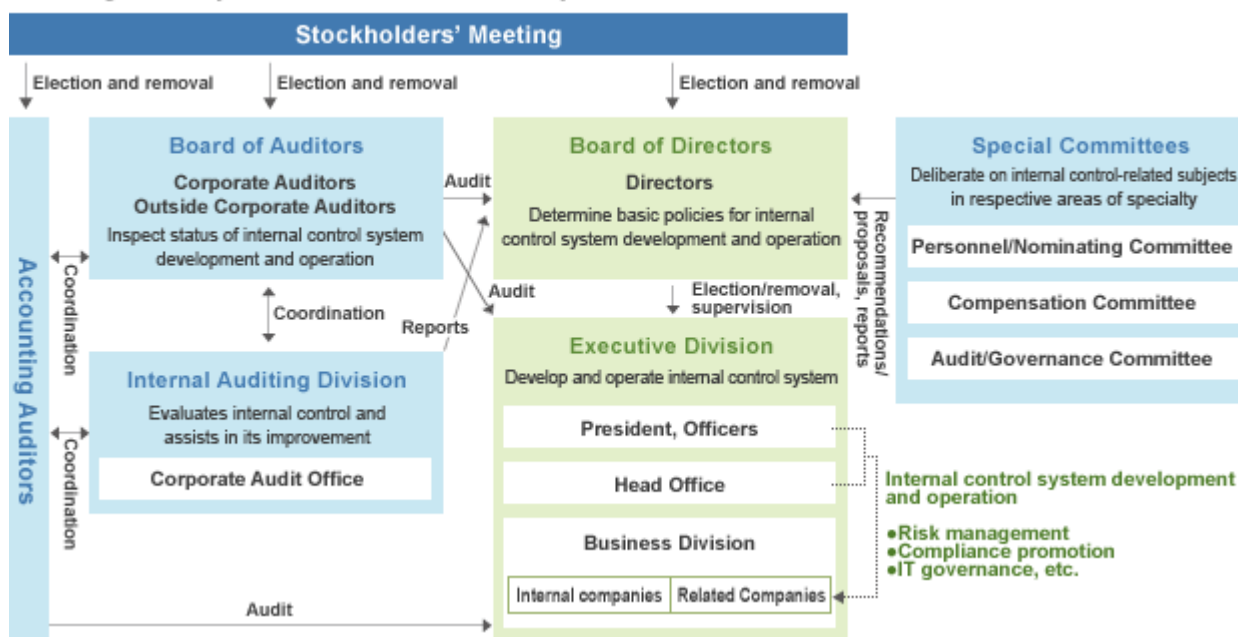 Stockholders' Meeting
Election and removal
Election and removal
Election and removal
Accounting Auditors
Board of Auditors
Corporate Auditors
Outside Corporate Auditors
Inspect status of internal control system
development and operation
Audit
Board of Directors
Directors
Determine basic policies for internal
control system development and operation
Special Committees
Deliberate on internal control-related subjects
in respective areas of specialty
Personnel/Nominating Committee
Compensation Committee
Audit/Governance Committee
Recommendations/
proposals, reports
Coordination
Coordination
Audit
Reports
Election/removal,
supervision
Internal Auditing Division
Evaluates internal control and
assists in its improvement
Corporate Audit Office
Coordination
Executive Division
Develop and operate internal control system
President, Officers
Head Office
Business Division
Internal companies
Related Companies
Internal control system development
and operation
●Risk management
●Compliance promotion
●IT governance, etc.
Audit